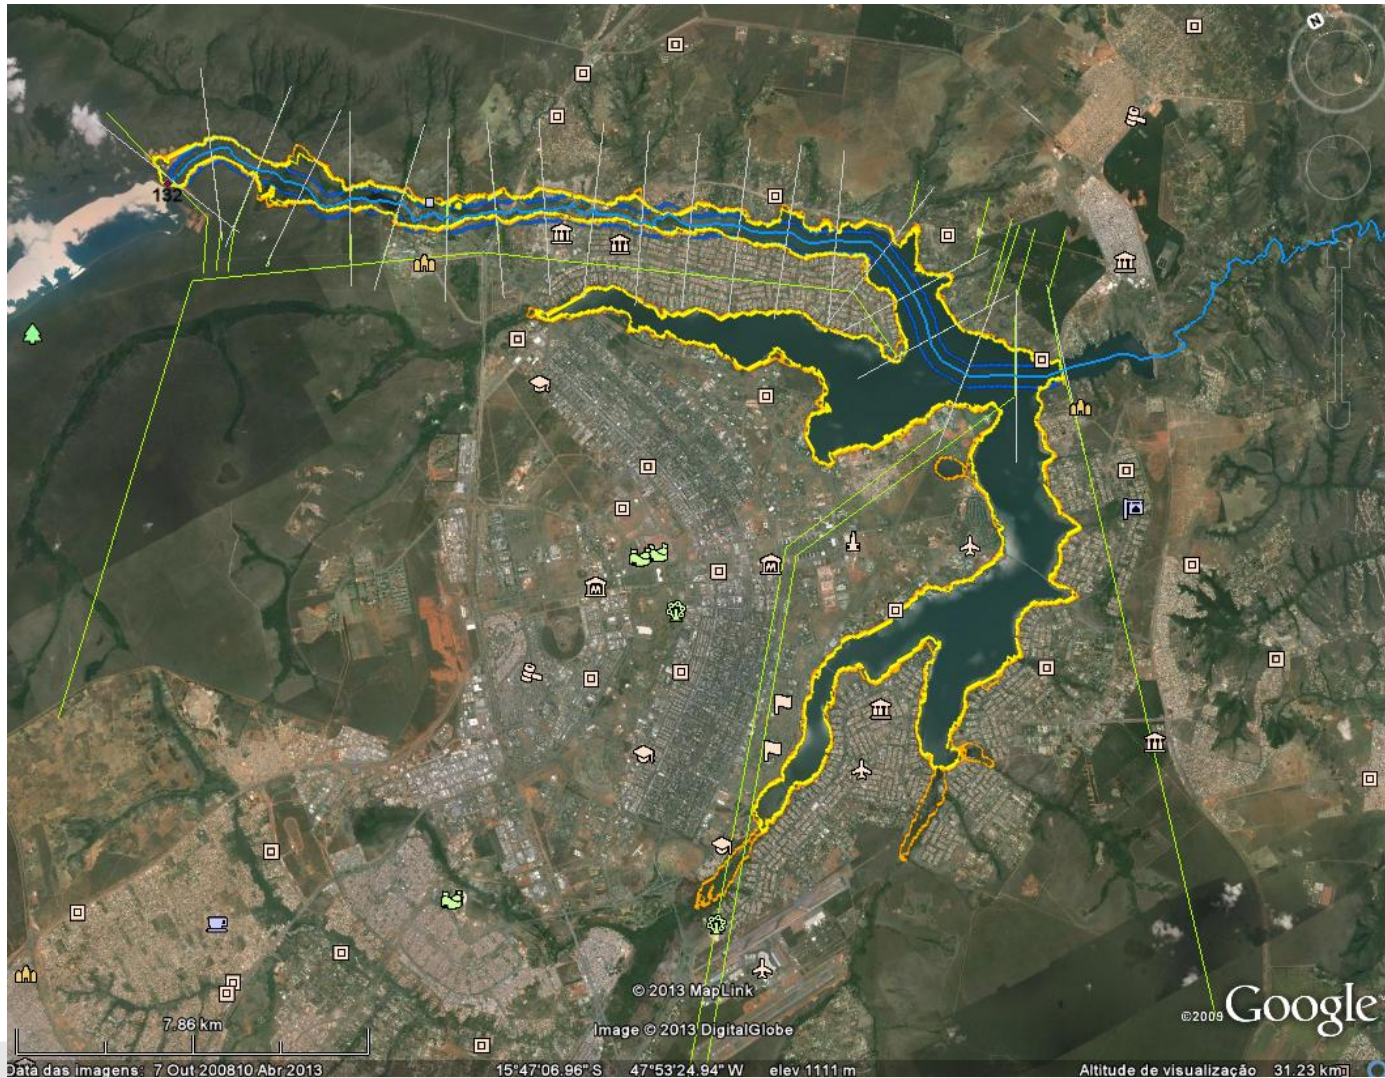 N
132
© 2013 MapLink
Image © 2013 DigitalGlobe
©2009 Google
7.86 km
Data das imagens: 7 Out 200810 Abr 2013 15°47'06.96" S 47°53'24.94" W elev 1111 m Altitude de visualização 31.23 km